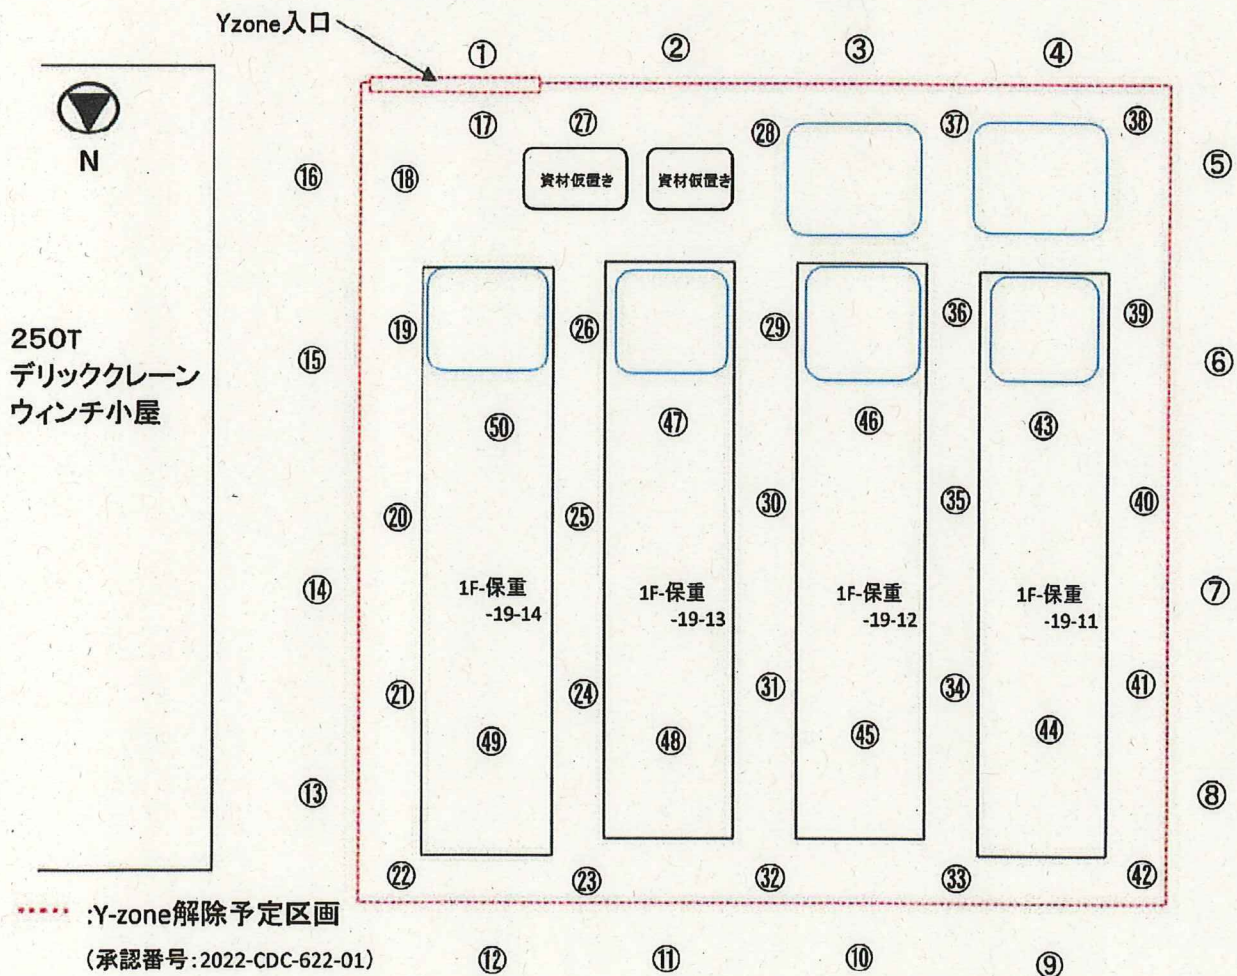 Yzone入口
① ② ③ ④
N
⑰ ㉗ ㉘ ㊲ ㊳
⑯ ⑱ 資材仮置き 資材仮置き ⑤
250T
デリッククレーン
ウィンチ小屋
⑲ ㉖ ㉙ ㊱ ㊴
⑮ ⑥
㊿ ㊼ ㊻ ㊸
⑳ ㉕ ㉚ ㉟ ㊵
⑭ ⑦
1F-保重
-19-14
1F-保重
-19-13
1F-保重
-19-12
1F-保重
-19-11
㉑ ㉔ ㉛ ㉞ ㊶
㊾ ㊽ ㊺ ㊹
⑬ ⑧
㉒ ㉓ ㉜ ㉝ ㊷
:Y-zone解除予定区画
(承認番号:2022-CDC-622-01)
⑫ ⑪ ⑩ ⑨